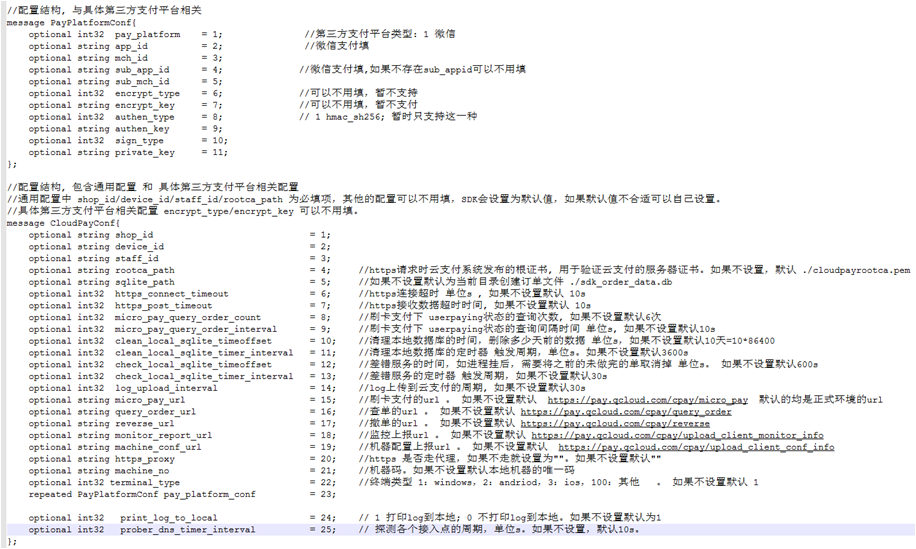 //配置结构, 与具体第三方支付平台相关
message PayPlatformConf{
optional int32 pay_platform = 1; //第三方支付平台类型: 1 微信
optional string app_id = 2; //微信支付填
optional string mch_id = 3;
optional string sub_app_id = 4; //微信支付填,如果不存在sub_appid可以不用填
optional string sub_mch_id = 5;
optional int32 encrypt_type = 6; //可以不用填, 暂不支持
optional string encrypt_key = 7; //可以不用填, 暂不支付
optional int32 authen_type = 8; // 1 hmac_sh256; 暂时只支持这一种
optional string authen_key = 9;
optional int32 sign_type = 10;
optional string private_key = 11;
};
//配置结构, 包含通用配置 和 具体第三方支付平台相关配置
//通用配置中 shop_id/device_id/staff_id/rootca_path 为必填项, 其他的配置可以不用填, SDK会设置为默认值, 如果默认值不合适可以自己设置。
//具体第三方支付平台相关配置 encrypt_type/encrypt_key 可以不用填。
message CloudPayConf{
optional string shop_id = 1;
optional string device_id = 2;
optional string staff_id = 3;
optional string rootca_path = 4; //https请求时云支付系统发布的根证书, 用于验证云支付的服务器证书。如果不设置, 默认 ./cloudpayrootca.pem
optional string sqlite_path = 5; //如果不设置默认为当前目录创建订单文件 ./sdk_order_data.db
optional int32 https_connect_timeout = 6; //https连接超时 单位s , 如果不设置默认 10s
optional int32 https_post_timeout = 7; //https接收数据超时时间, 如果不设置默认 10s
optional int32 micro_pay_query_order_count = 8; //刷卡支付下 userpaying状态的查询次数, 如果不设置默认6次
optional int32 micro_pay_query_order_interval = 9; //刷卡支付下 userpaying状态的查询间隔时间 单位s, 如果不设置默认10s
optional int32 clean_local_sqlite_timeoffset = 10; //清理本地数据库的时间, 删除多少天前的数据 单位s, 如果不设置默认10天=10*86400
optional int32 clean_local_sqlite_timer_interval = 11; //清理本地数据库的定时器 触发周期, 单位s。如果不设置默认3600s
optional int32 check_local_sqlite_timeoffset = 12; //差错服务的时间, 如进程挂后, 需要将之前的未做完的单取消掉 单位s。 如果不设置默认600s
optional int32 check_local_sqlite_timer_interval = 13; //差错服务的定时器 触发周期, 如果不设置默认30s
optional int32 log_upload_interval = 14; //log上传到云支付的周期, 如果不设置默认30s
optional string micro_pay_url = 15; //刷卡支付的url 。 如果不设置默认 https://pay.qcloud.com/cpay/micro_pay 默认的均是正式环境的url
optional string query_order_url = 16; //查单的url 。 如果不设置默认 https://pay.qcloud.com/cpay/query_order
optional string reverse_url = 17; //撤单的url 。 如果不设置默认 https://pay.qcloud.com/cpay/reverse
optional string monitor_report_url = 18; //监控上报url 。 如果不设置默认 https://pay.qcloud.com/cpay/upload_client_monitor_info
optional string machine_conf_url = 19; //机器配置上报url 。 如果不设置默认 https://pay.qcloud.com/cpay/upload_client_conf_info
optional string https_proxy = 20; //https 是否走代理, 如果不走就设置为""。如果不设置默认""
optional string machine_no = 21; //机器码。如果不设置默认本地机器的唯一码
optional int32 terminal_type = 22; //终端类型 1: windows, 2: andriod, 3: ios, 100: 其他 。 如果不设置默认 1
repeated PayPlatformConf pay_platform_conf = 23;
optional int32 print_log_to_local = 24; // 1 打印log到本地; 0 不打印log到本地。如果不设置默认为1
optional int32 prober_dns_timer_interval = 25; // 探测各个接入点的周期, 单位s。如果不设置, 默认10s.
};